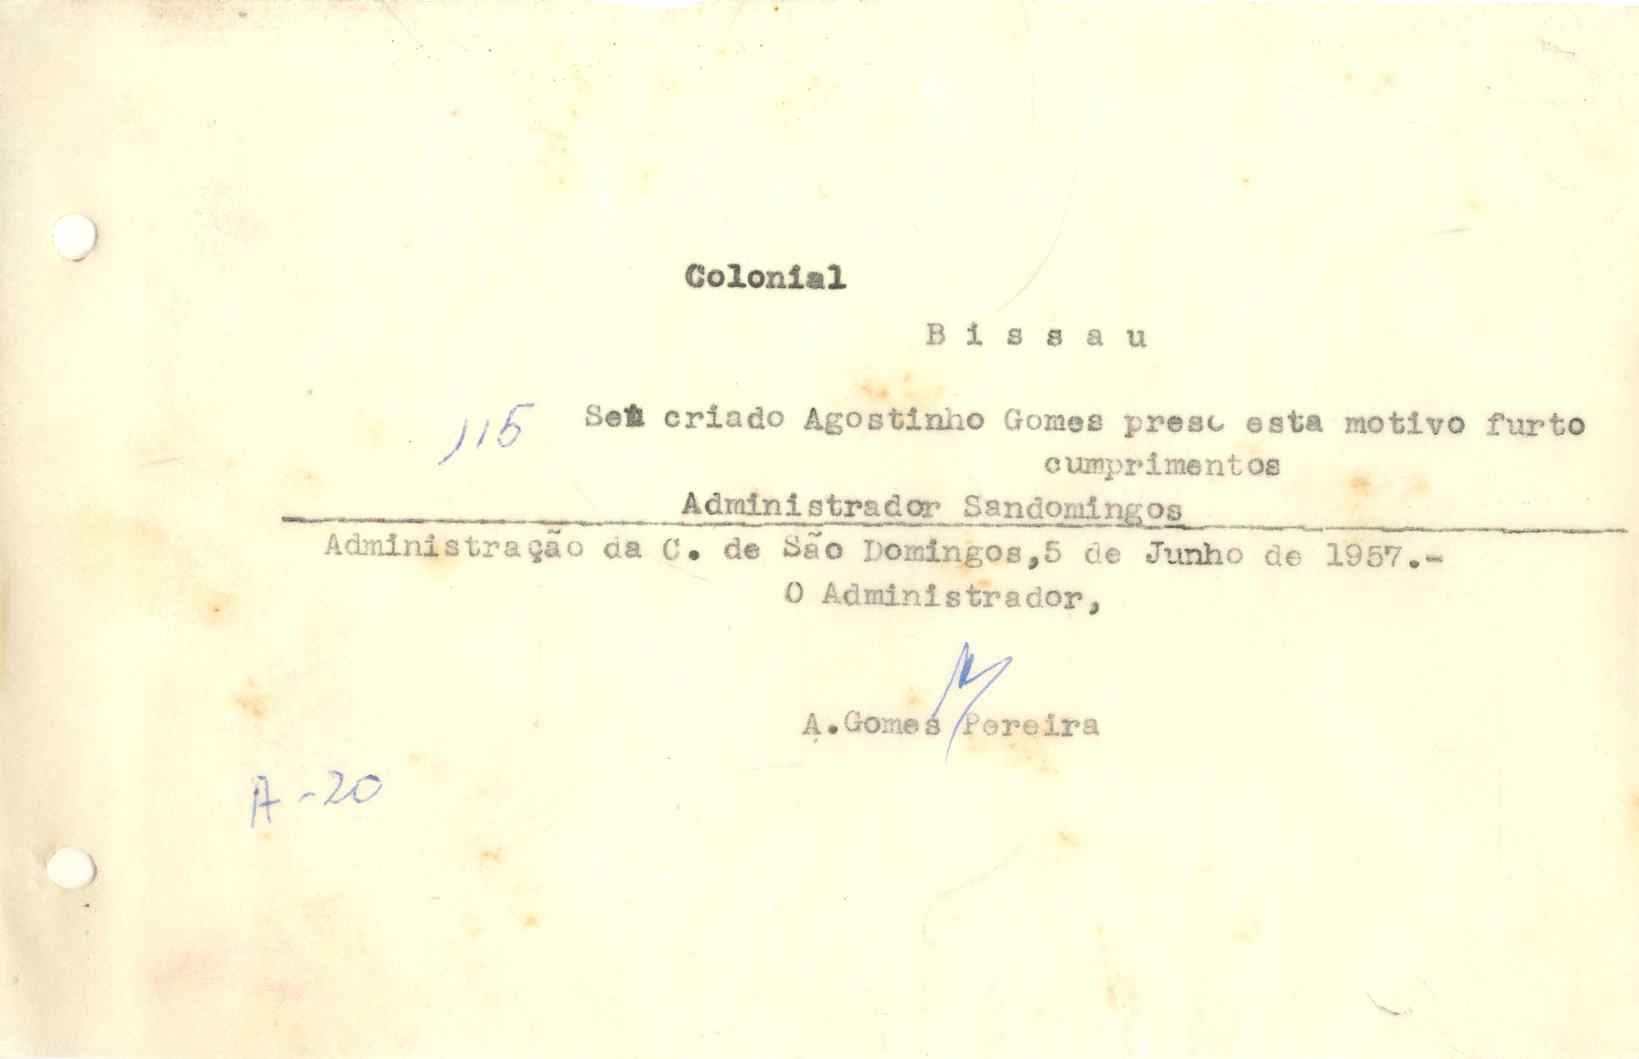 Colonial
B i s s a u
115 Seu criado Agostinho Gomes preso esta motivo furto
cumprimentos
Administrador Sandomingos
Administração da C. de São Domingos,5 de Junho de 1957.-
O Administrador,
A.Gomes Pereira
A-20